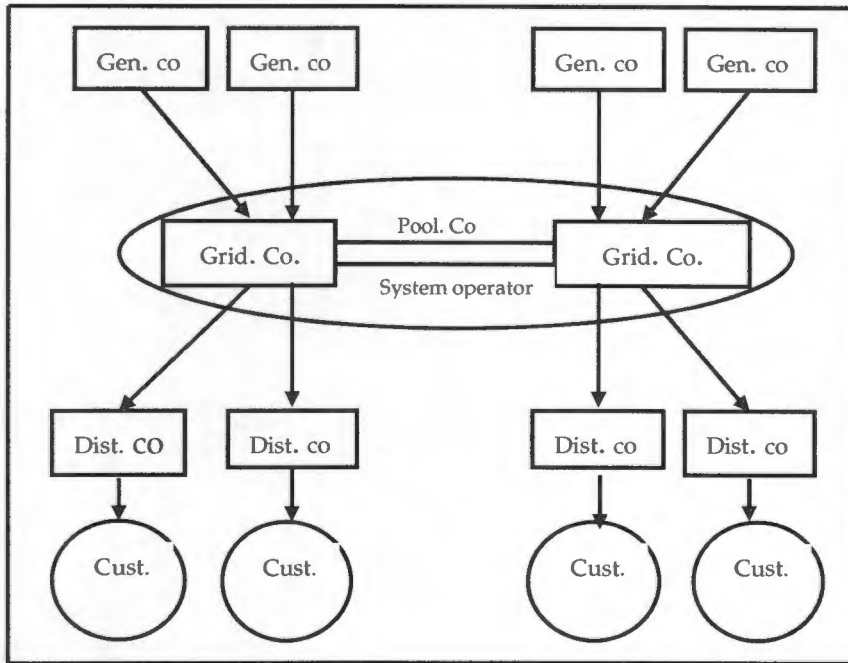 Gen. co
Gen. co
Gen. co
Gen. co
Pool. Co
Grid. Co.
Grid. Co.
System operator
Dist. CO
Dist. co
Dist. co
Dist. co
Cust.
Cust.
Cust.
Cust.